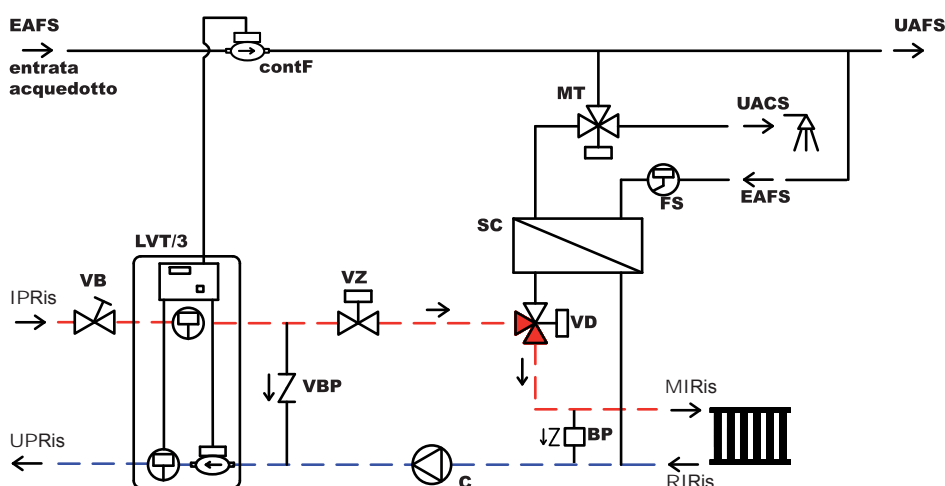 EAFS
UAFS
entrata
acquedotto
contF
MT
UACS
FS
EAFS
SC
LVT/3
VB
VZ
IPRis
VD
VBP
MIRis
UPRis
BP
C
RIRis